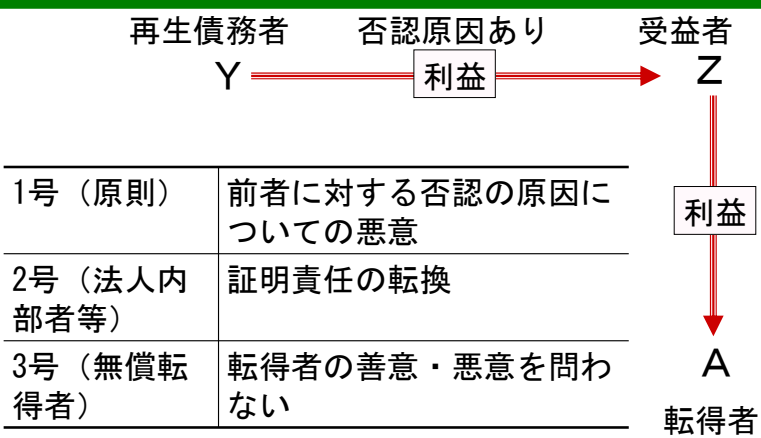 再生債務者 否認原因あり 受益者
Y 利益 Z
1号（原則） 前者に対する否認の原因に
ついての悪意
利益
2号（法人内
部者等）
証明責任の転換
3号（無償転
得者）
転得者の善意・悪意を問わ
ない
A
転得者